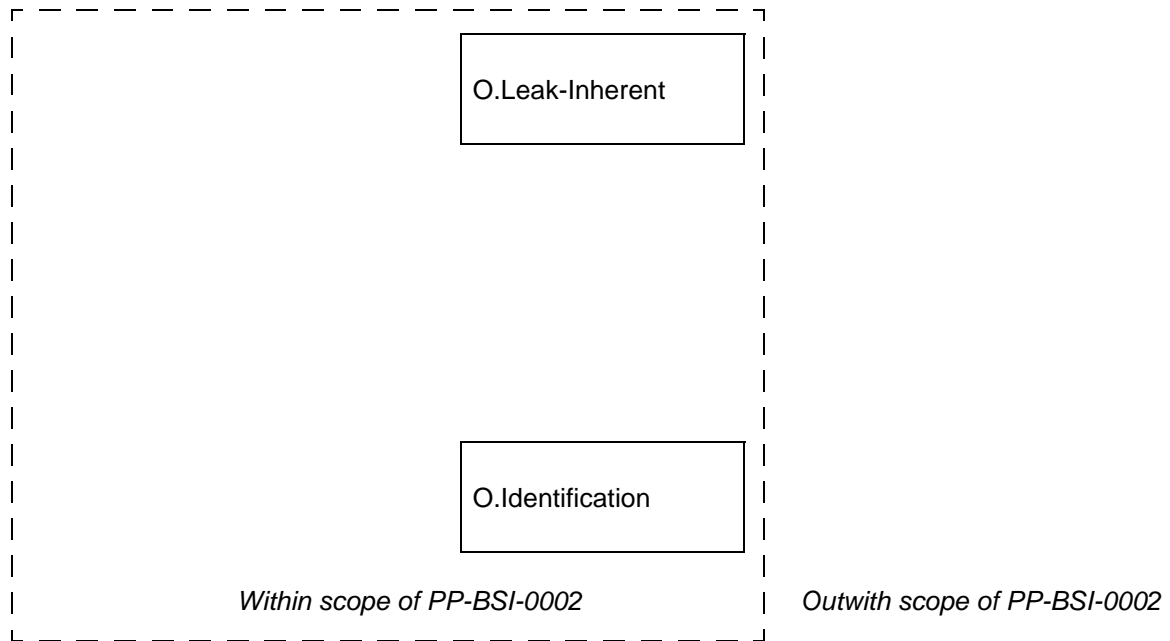 O.Leak-Inherent
O.Identification
Within scope of PP-BSI-0002
Outwith scope of PP-BSI-0002